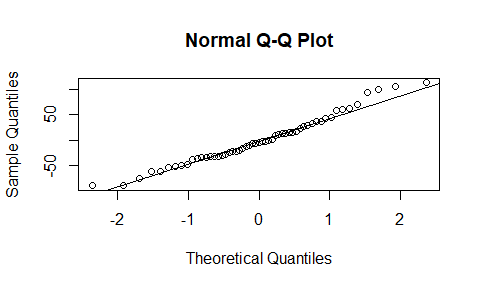 Normal Q-Q Plot
Sample Quantiles
50
-50
-2 -1 0 1 2
Theoretical Quantiles